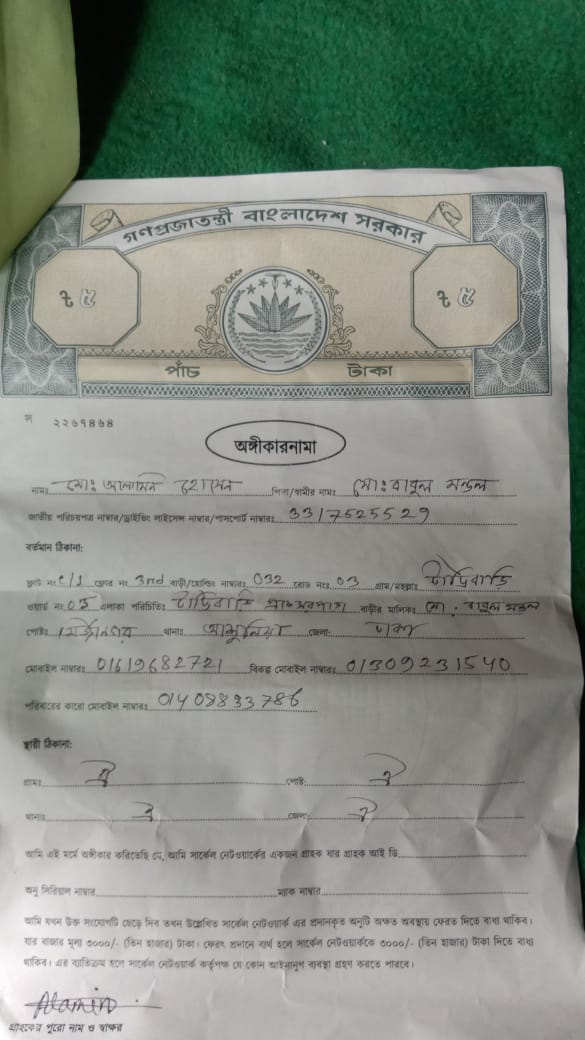 গণপ্রজাতন্ত্রী বাংলাদেশ সরকার
৳ ৫ ৳ ৫
পাঁচ টাকা
স ২২৬৭৪৬৪
অঙ্গীকারনামা
নামঃ মোঃ আলামিন হোসেন পিতা/স্বামীর নামঃ মোঃ বাবুল মন্ডল
জাতীয় পরিচয়পত্র নাম্বার/ড্রাইভিং লাইসেন্স নাম্বার/পাসপোর্ট নাম্বারঃ 3317525529
বর্তমান ঠিকানা:
ফ্লাট নং c/1 ফ্লোর নং 3nd বাড়ী/হোল্ডিং নাম্বারঃ 032 রোড নংঃ 03 গ্রাম/মহল্লাঃ
ওয়ার্ড নং 05 এলাকা পরিচিতিঃ বাড়ীর মালিকঃ মো. বাবুল মন্ডল
পোষ্টঃ থানাঃ আশুলিয়া জেলাঃ ঢাকা
মোবাইল নাম্বারঃ 01619682721 বিকল্প মোবাইল নাম্বারঃ 01309231540
পরিবারের কারো মোবাইল নাম্বারঃ
স্থায়ী ঠিকানা:
গ্রামঃ ঐ পোষ্টঃ ঐ
থানাঃ ঐ জেলাঃ ঐ
আমি এই মর্মে অঙ্গীকার করিতেছি যে, আমি সার্কেল নেটওয়ার্কের একজন গ্রাহক যার গ্রাহক আই ডি
অনু সিরিয়াল নাম্বার ম্যাক নাম্বার
আমি যখন উক্ত সংযোগটি ছেড়ে দিব তখন উল্লেখিত সার্কেল নেটওয়ার্ক এর প্রদানকৃত অনুটি অক্ষত অবস্থায় ফেরত দিতে বাধ্য থাকিব।
যার বাজার মূল্য ৩০০০/- (তিন হাজার) টাকা। ফেরৎ প্রদানে ব্যর্থ হলে সার্কেল নেটওয়ার্ককে ৩০০০/- (তিন হাজার) টাকা দিতে বাধ্য
থাকিব। এর ব্যতিক্রম হলে সার্কেল নেটওয়ার্ক কর্তৃপক্ষ যে কোন আইনানুগ ব্যবস্থা গ্রহণ করতে পারবে।
Alamin
গ্রাহকের পুরো নাম ও স্বাক্ষর